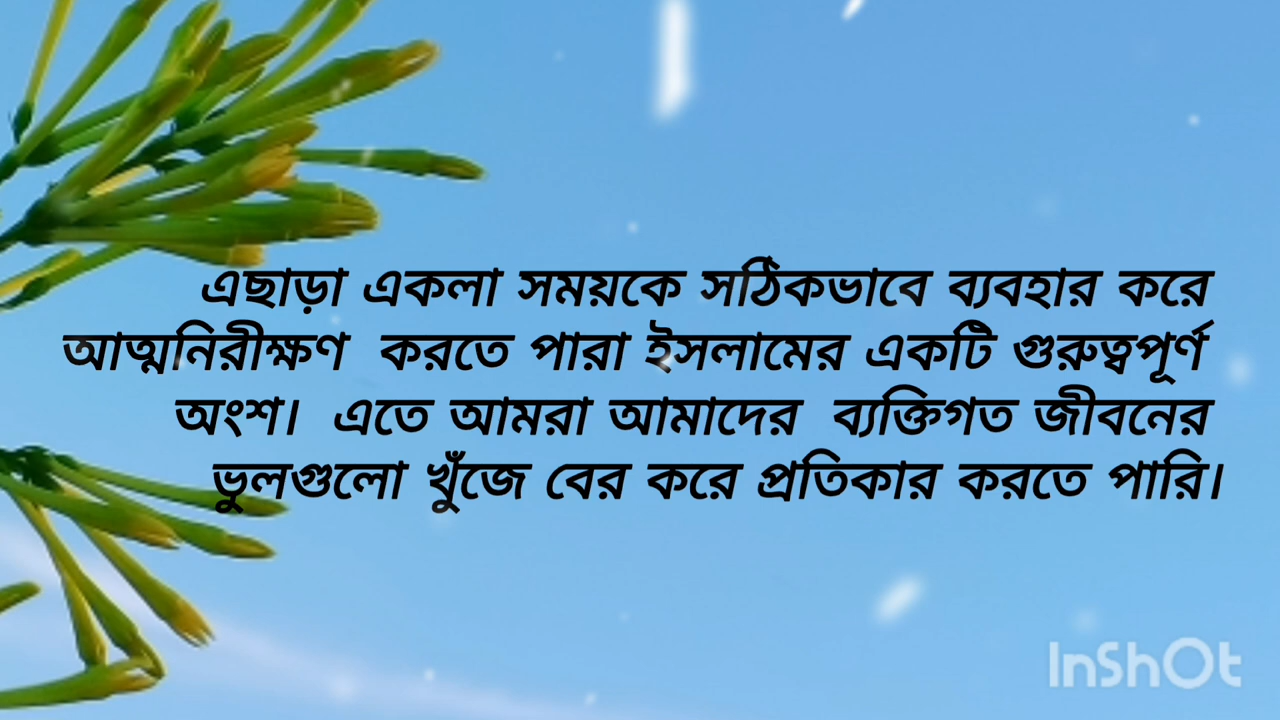 এছাড়া একলা সময়কে সঠিকভাবে ব্যবহার করে
আত্মনিরীক্ষণ করতে পারা ইসলামের একটি গুরুত্বপূর্ণ
অংশ। এতে আমরা আমাদের ব্যক্তিগত জীবনের
ভুলগুলো খুঁজে বের করে প্রতিকার করতে পারি।
InShOt